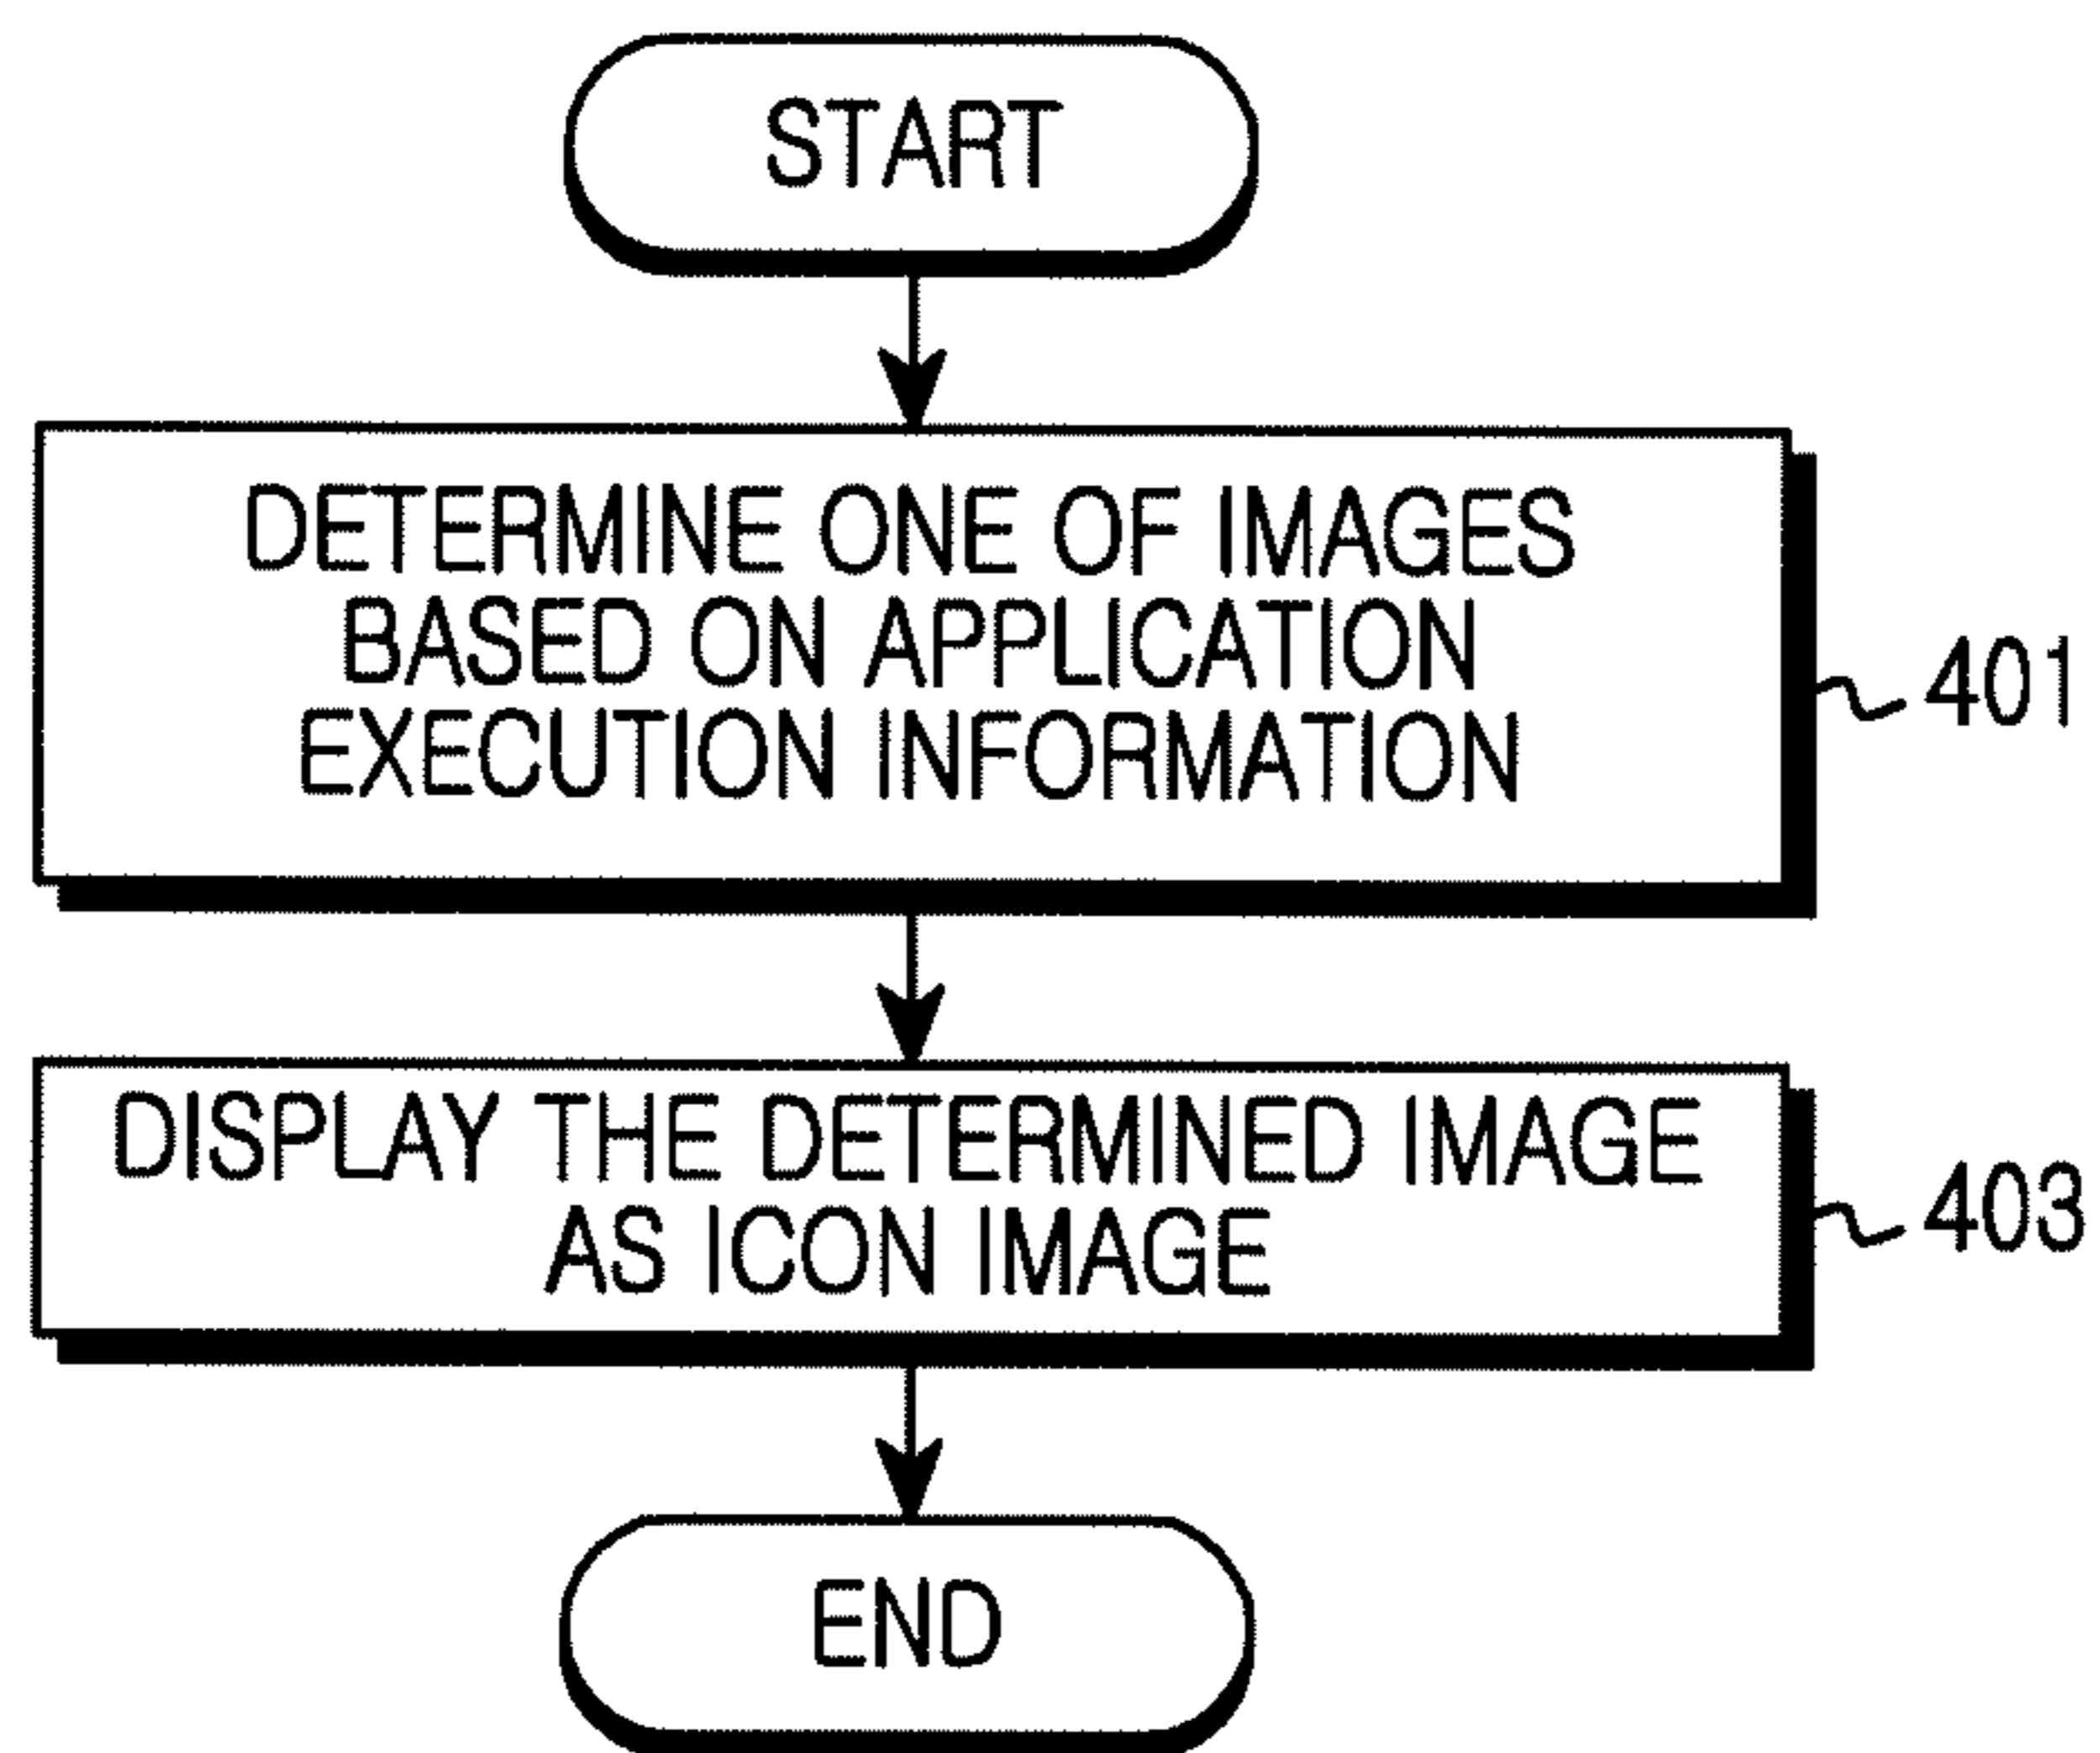 START
DETERMINE ONE OF IMAGES
BASED ON APPLICATION
EXECUTION INFORMATION
401
DISPLAY THE DETERMINED IMAGE
AS ICON IMAGE
403
END